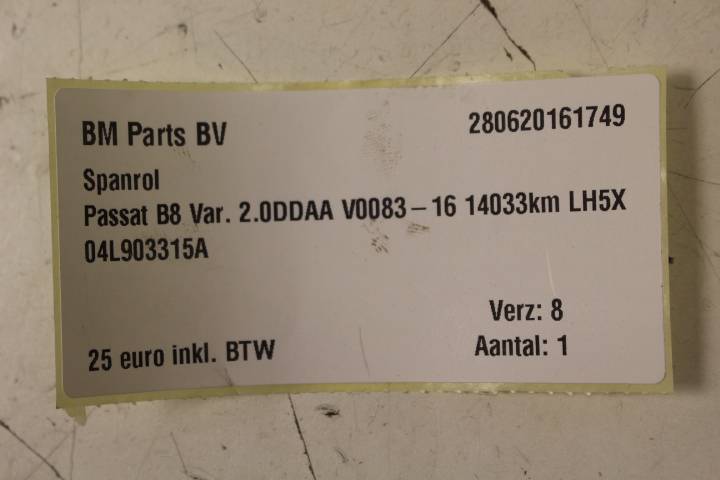 BM Parts BV 280620161749
Spanrol
Passat B8 Var. 2.0DDAA V0083-16 14033km LH5X
04L903315A
Verz: 8
25 euro inkl. BTW Aantal: 1